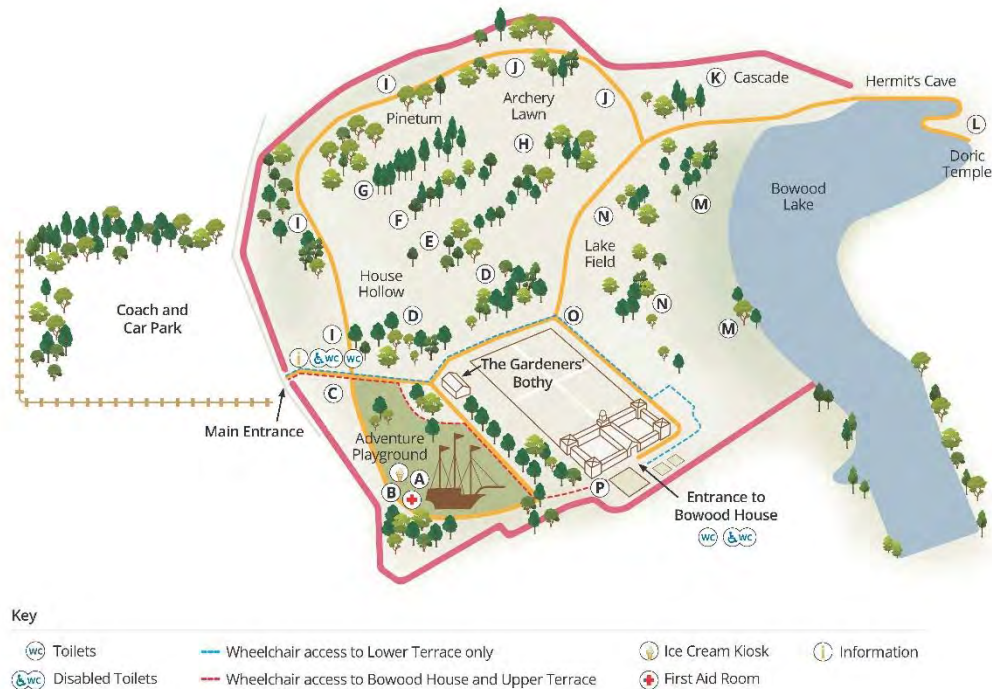 K
Cascade
Hermit's Cave
I
J
Archery
Lawn
J
Pinetum
L
Doric
Temple
H
G
Bowood
Lake
M
F
N
I
E
Lake
Field
House
Hollow
D
Coach and
Car Park
N
D
O
M
I
i
WC
WC
The Gardeners'
Bothy
C
Main Entrance
Adventure
Playground
A
B
P
Entrance to
Bowood House
WC
WC
Key
WC Toilets
Wheelchair access to Lower Terrace only
Ice Cream Kiosk
i Information
WC Disabled Toilets
Wheelchair access to Bowood House and Upper Terrace
First Aid Room